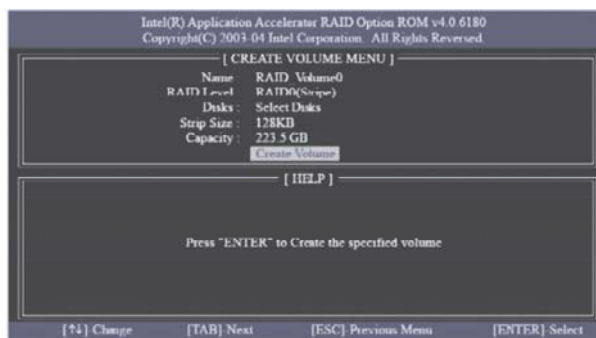 Intel(R) Application Accelerator RAID Option ROM v4.0.6180
Copyright(C) 2003-04 Intel Corporation. All Rights Reversed.
[ CREATE VOLUME MENU ]
Name RAID_Volume0
RAID Level RAID0(Stripe)
Disks : Select Disks
Strip Size : 128KB
Capacity : 223.5 GB
Create Volume
[ HELP ]
Press "ENTER" to Create the specified volume
[↑↓]-Change [TAB]-Next [ESC]-Previous Menu [ENTER]-Select